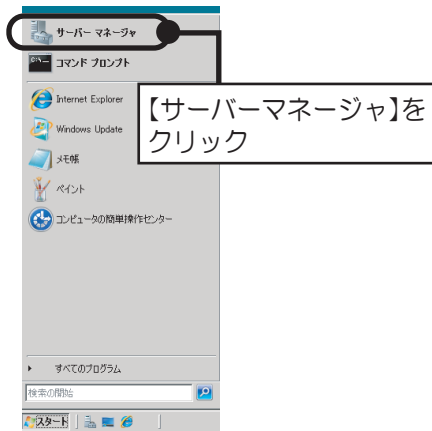 サーバー マネージャ
コマンド プロンプト
Internet Explorer
【サーバーマネージャ】を
クリック
Windows Update
メモ帳
ペイント
コンピュータの簡単操作センター
すべてのプログラム
検索の開始
スタート